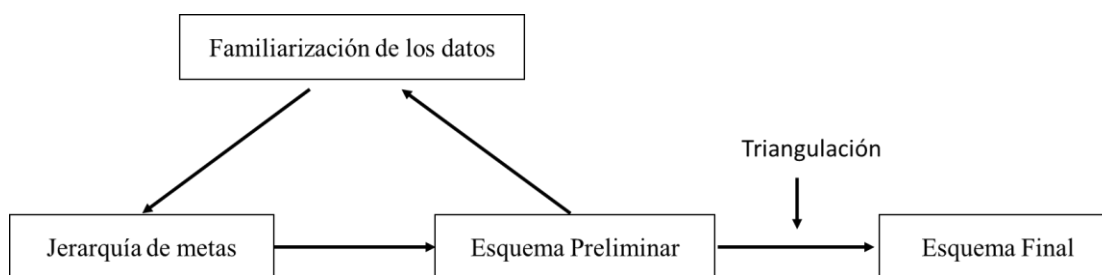 Familiarización de los datos
Triangulación
Jerarquía de metas
Esquema Preliminar
Esquema Final